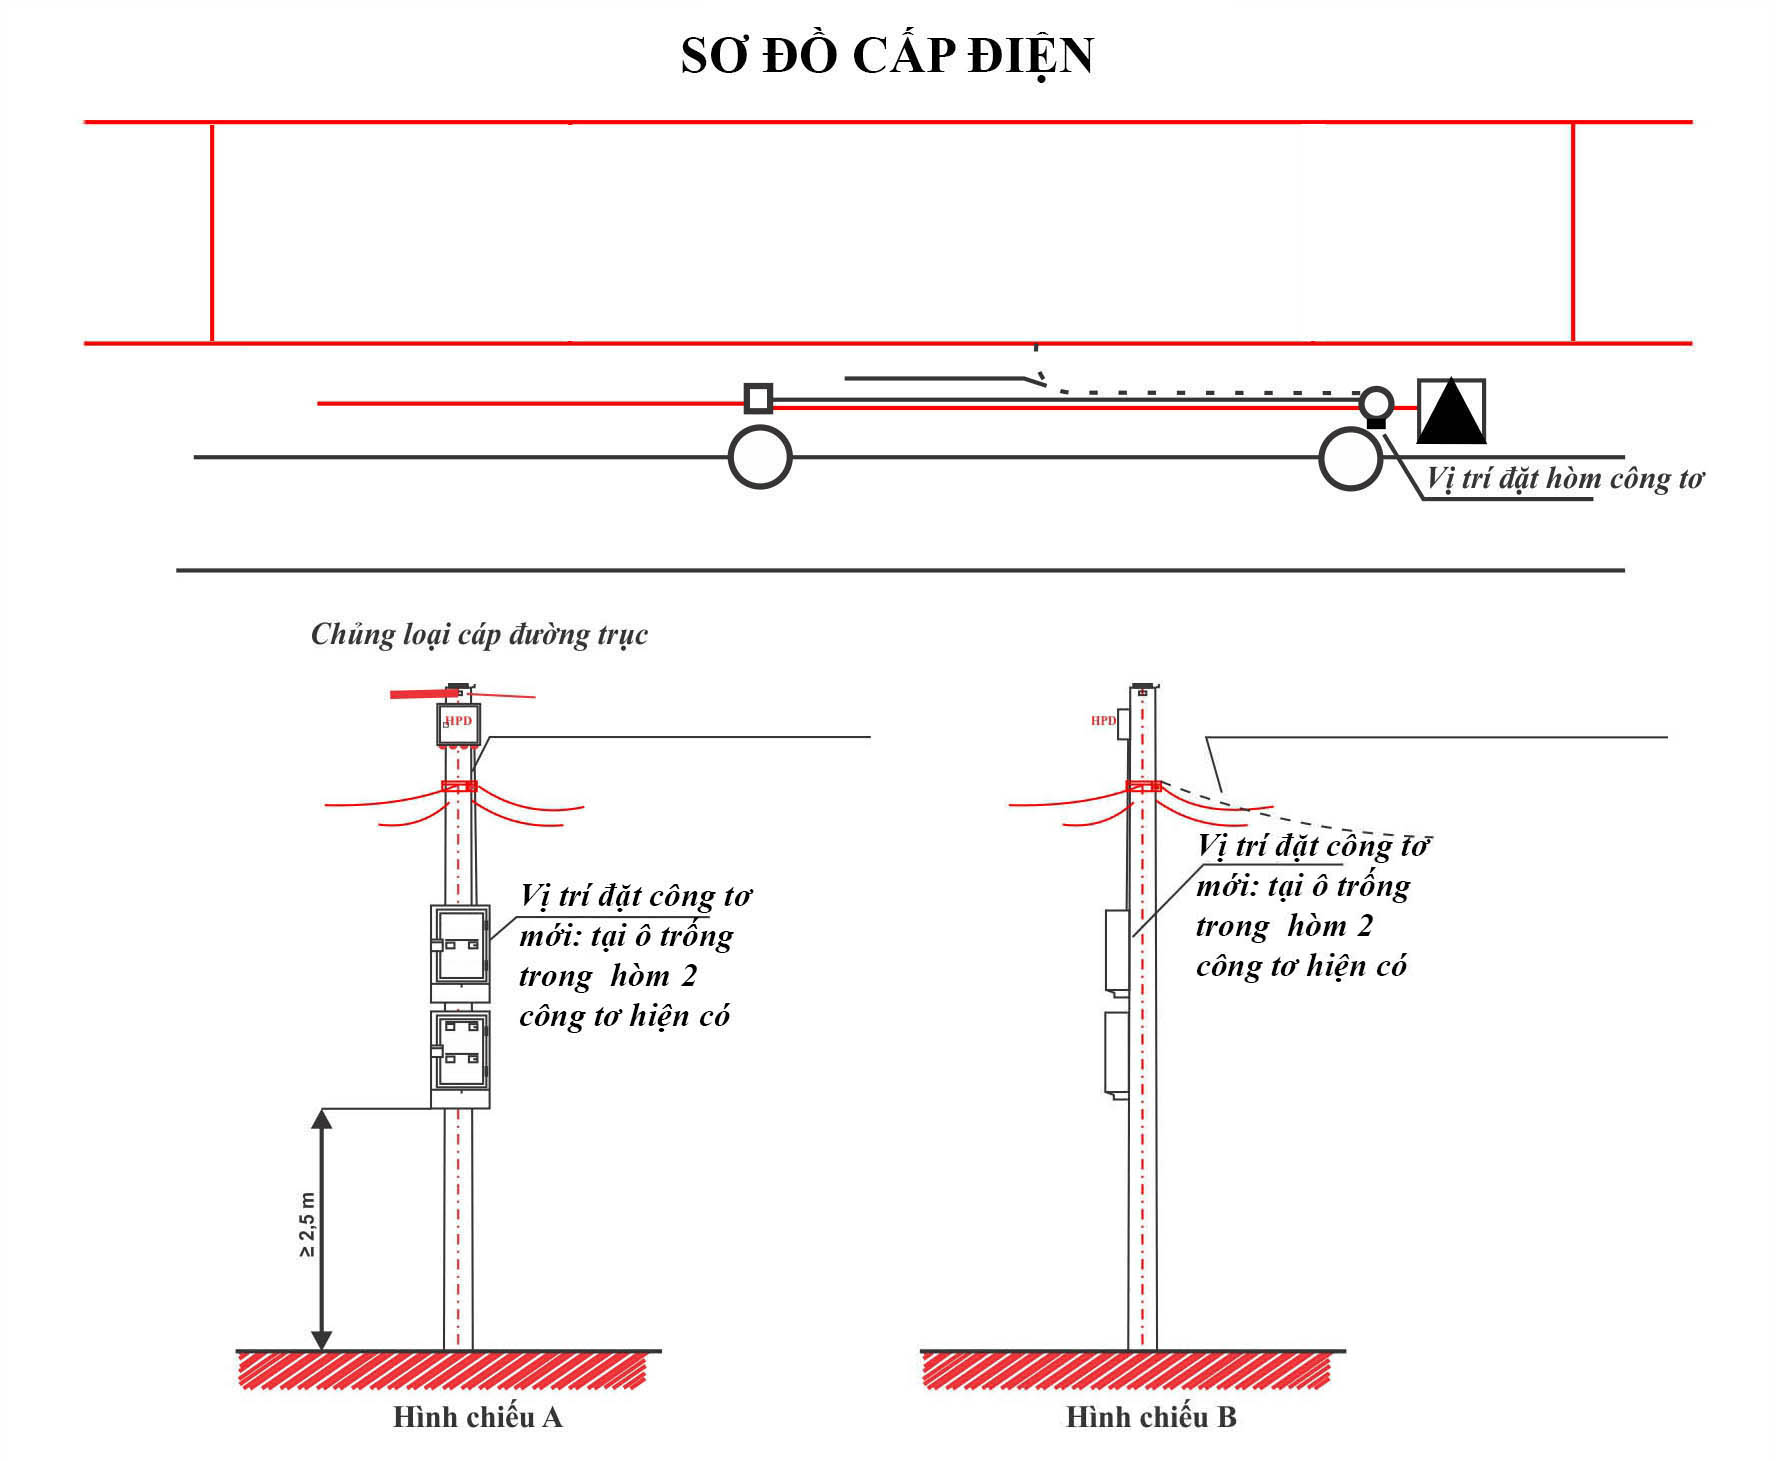 SƠ ĐỒ CẤP ĐIỆN
Vị trí đặt hòm công tơ
Chủng loại cáp đường trục
HPD
HPD
Vị trí đặt công tơ
mới: tại ô trống
trong hòm 2
công tơ hiện có
Vị trí đặt công tơ
mới: tại ô trống
trong hòm 2
công tơ hiện có
≥ 2,5 m
Hình chiếu A
Hình chiếu B